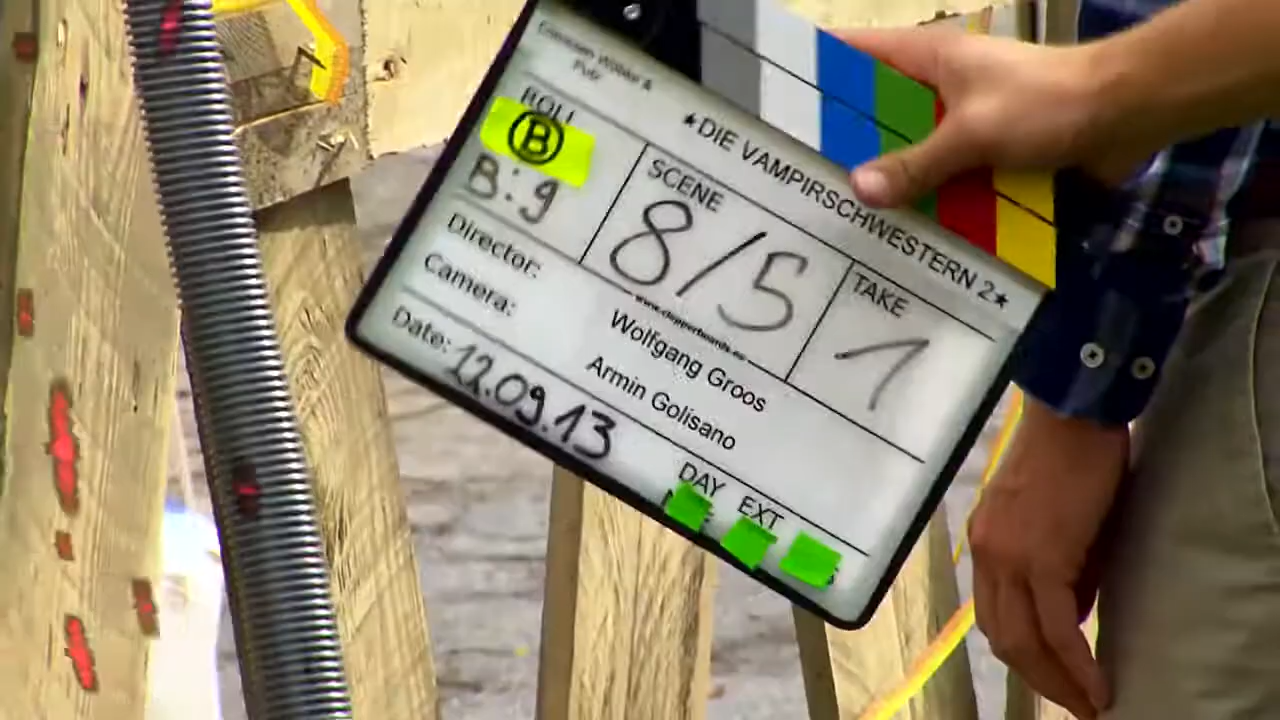 ★DIE VAMPIRSCHWESTERN 2★
ROLL
B
B:9
SCENE
8/5
TAKE
1
Director: Wolfgang Groos
Camera: Armin Golisano
Date: 12.09.13
DAY EXT